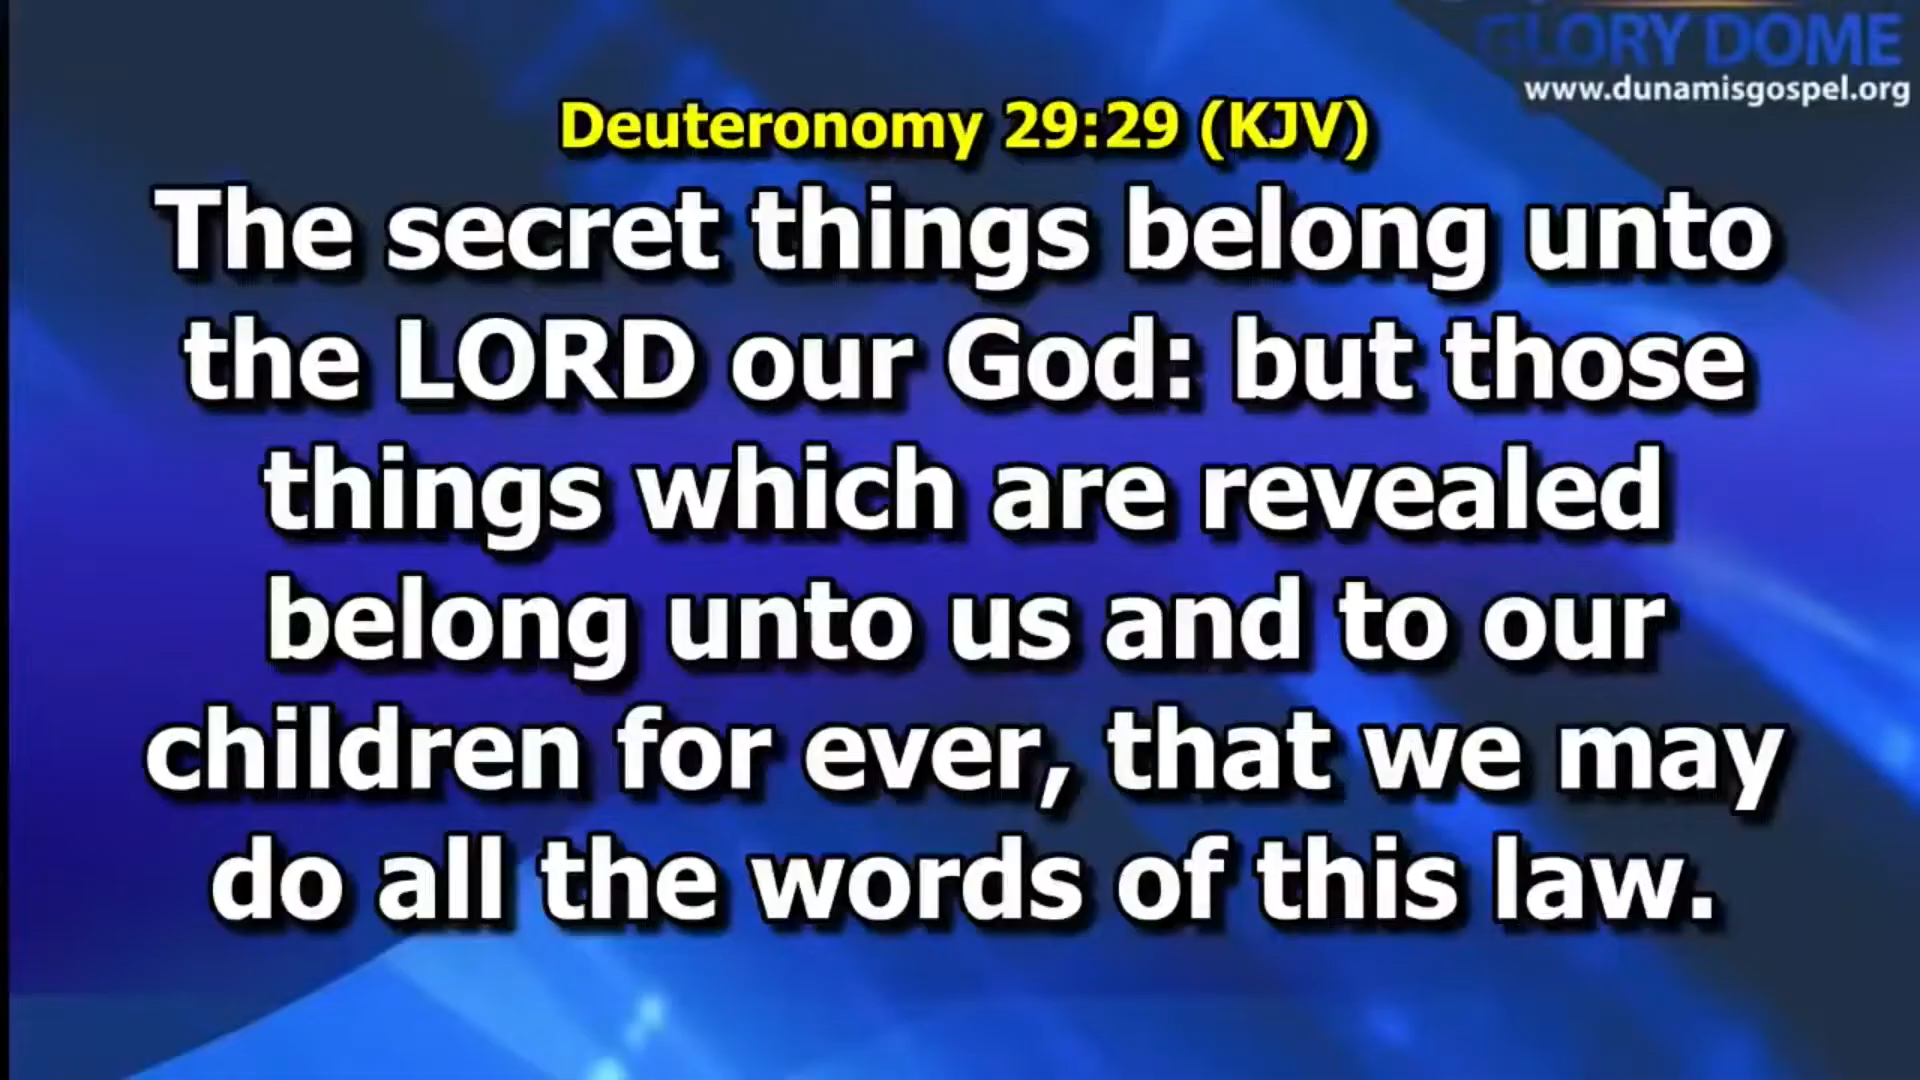 GLORY DOME
www.dunamisgospel.org
Deuteronomy 29:29 (KJV)
The secret things belong unto
the LORD our God: but those
things which are revealed
belong unto us and to our
children for ever, that we may
do all the words of this law.